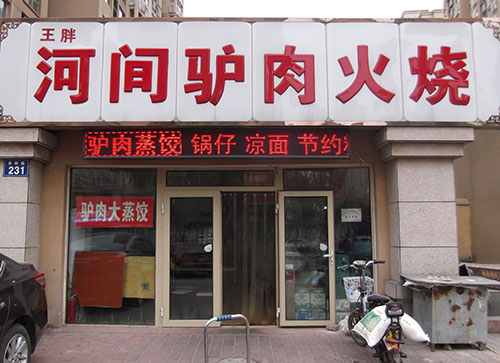 王胖
河间驴肉火烧
驴肉蒸饺 锅仔 凉面 节约
231
驴肉大蒸饺